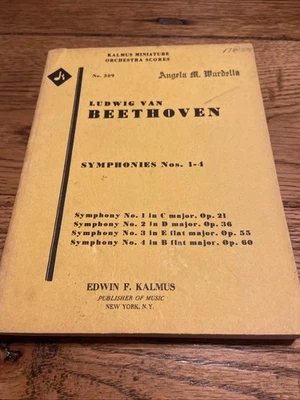 KALMUS MINIATURE
ORCHESTRA SCORES
No. 509
Angela M. Wardello
LUDWIG VAN
BEETHOVEN
SYMPHONIES Nos. 1-4
Symphony No. 1 in C major. Op. 21
Symphony No. 2 in D major. Op. 36
Symphony No. 3 in E flat major. Op. 55
Symphony No. 4 in B flat major. Op. 60
EDWIN F. KALMUS
PUBLISHER OF MUSIC
NEW YORK, N.Y.